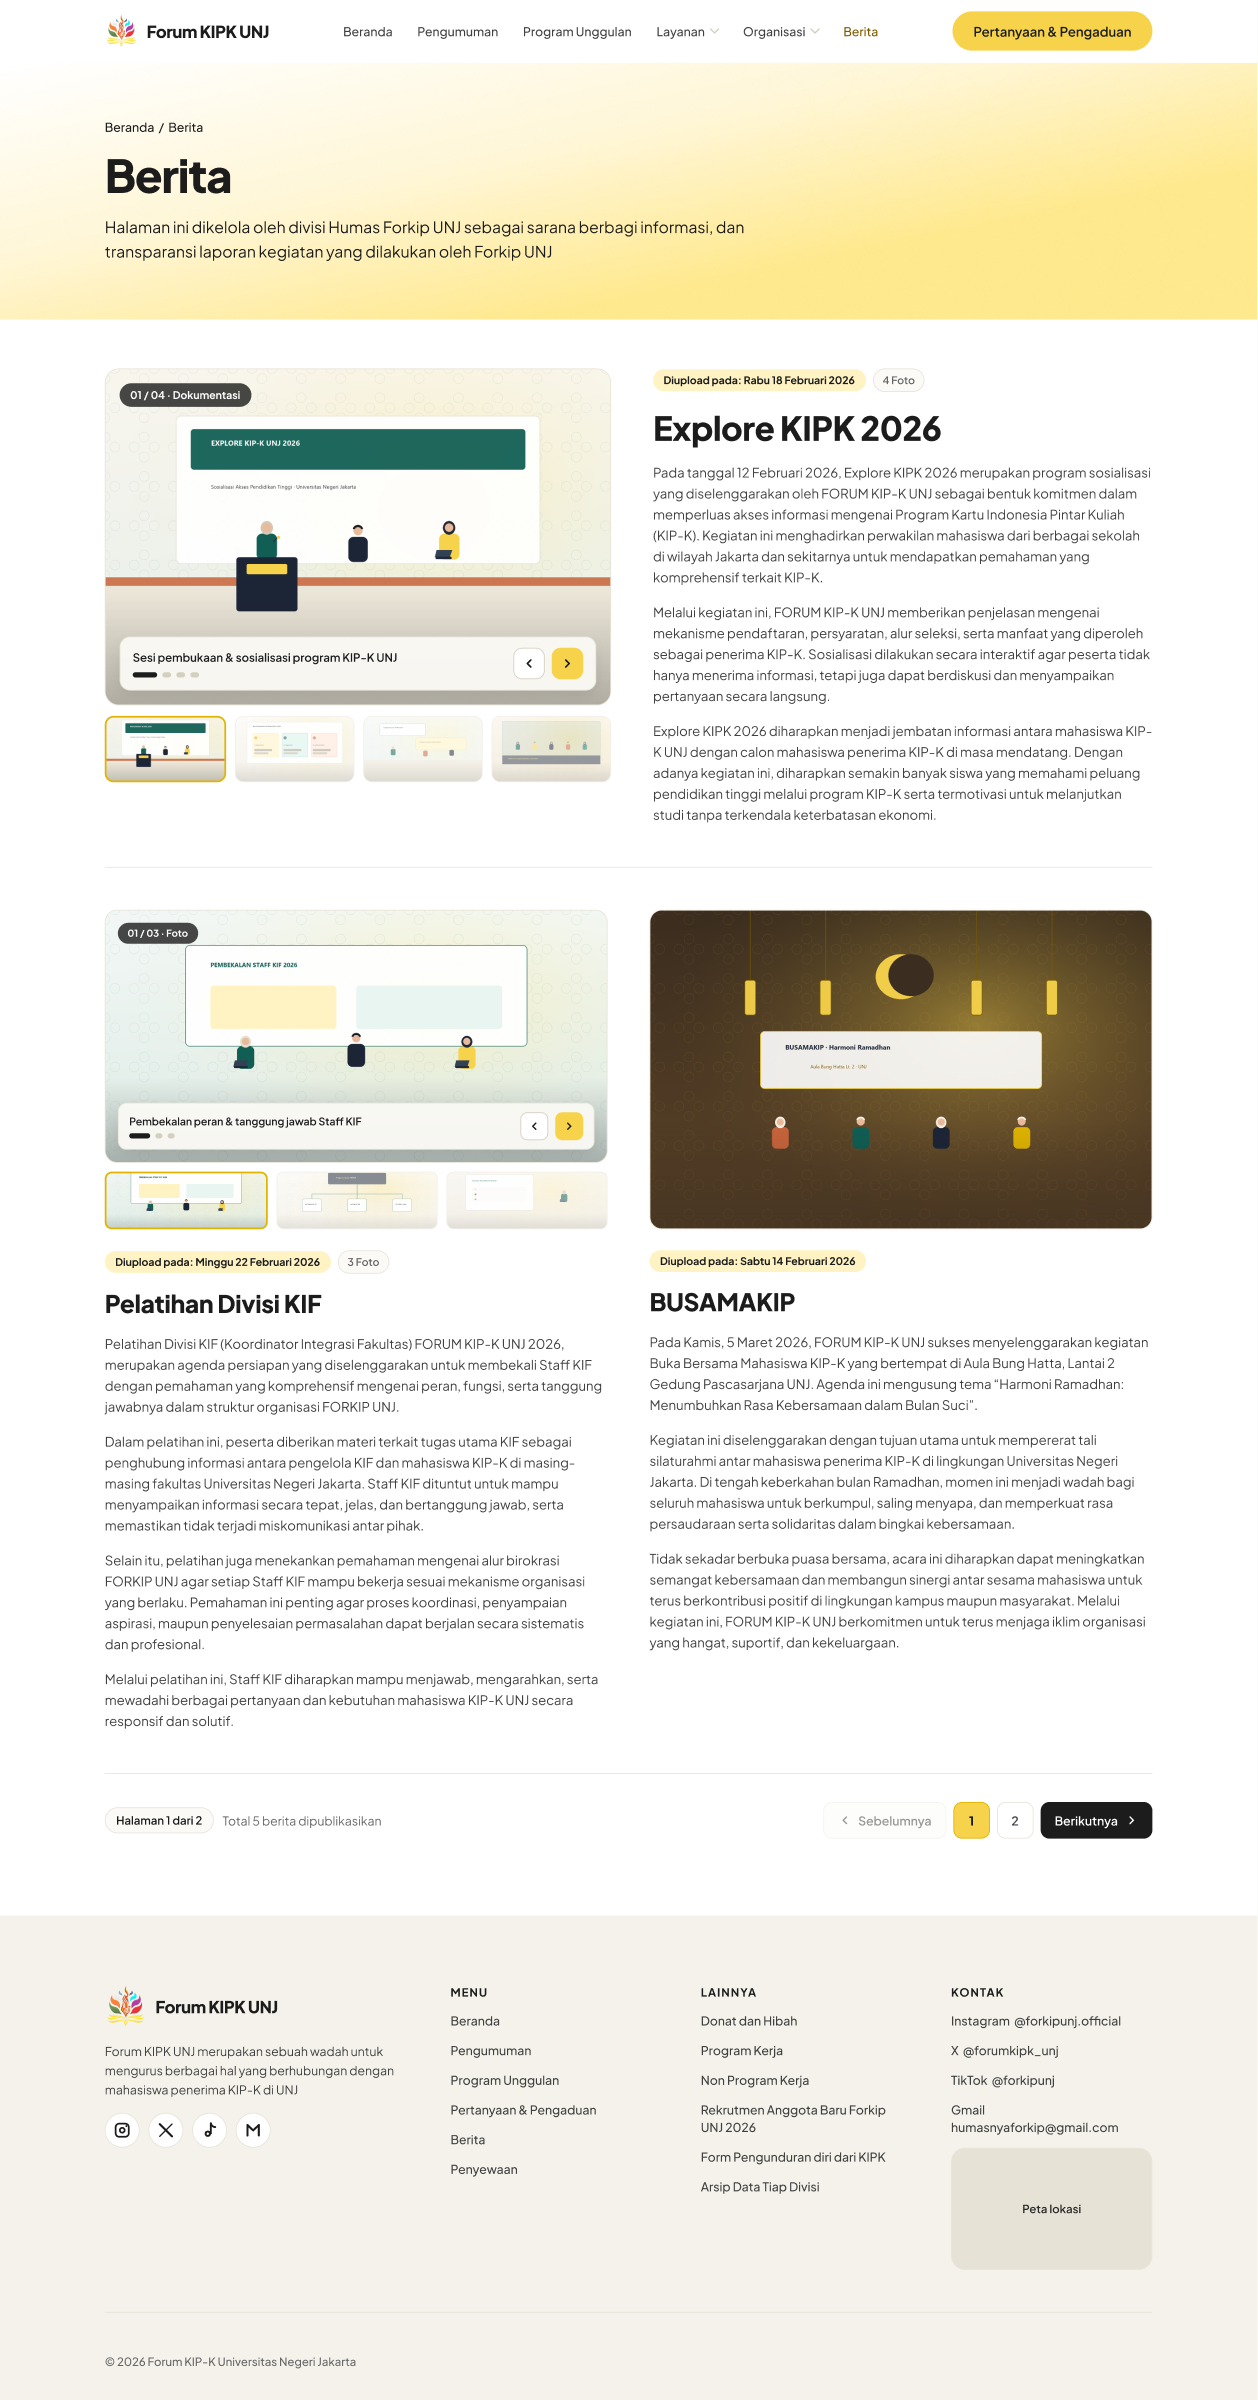 Forum KIPK UNJ
Beranda
Pengumuman
Program Unggulan
Layanan
Organisasi
Berita
Pertanyaan & Pengaduan
Beranda / Berita
Berita
Halaman ini dikelola oleh divisi Humas Forkip UNJ sebagai sarana berbagi informasi, dan
transparansi laporan kegiatan yang dilakukan oleh Forkip UNJ
01 / 04 · Dokumentasi
EXPLORE KIP-K UNJ 2026
Sosialisasi Akses Pendidikan Tinggi · Universitas Negeri Jakarta
Sesi pembukaan & sosialisasi program KIP-K UNJ
Diupload pada: Rabu 18 Februari 2026
4 Foto
Explore KIPK 2026
Pada tanggal 12 Februari 2026, Explore KIPK 2026 merupakan program sosialisasi
yang diselenggarakan oleh FORUM KIP-K UNJ sebagai bentuk komitmen dalam
memperluas akses informasi mengenai Program Kartu Indonesia Pintar Kuliah
(KIP-K). Kegiatan ini menghadirkan perwakilan mahasiswa dari berbagai sekolah
di wilayah Jakarta dan sekitarnya untuk mendapatkan pemahaman yang
komprehensif terkait KIP-K.
Melalui kegiatan ini, FORUM KIP-K UNJ memberikan penjelasan mengenai
mekanisme pendaftaran, persyaratan, alur seleksi, serta manfaat yang diperoleh
sebagai penerima KIP-K. Sosialisasi dilakukan secara interaktif agar peserta tidak
hanya menerima informasi, tetapi juga dapat berdiskusi dan menyampaikan
pertanyaan secara langsung.
Explore KIPK 2026 diharapkan menjadi jembatan informasi antara mahasiswa KIP-
K UNJ dengan calon mahasiswa penerima KIP-K di masa mendatang. Dengan
adanya kegiatan ini, diharapkan semakin banyak siswa yang memahami peluang
pendidikan tinggi melalui program KIP-K serta termotivasi untuk melanjutkan
studi tanpa terkendala keterbatasan ekonomi.
01 / 03 · Foto
PEMBEKALAN STAFF KIF 2026
Pembekalan peran & tanggung jawab Staff KIF
Diupload pada: Minggu 22 Februari 2026
3 Foto
Pelatihan Divisi KIF
Pelatihan Divisi KIF (Koordinator Integrasi Fakultas) FORUM KIP-K UNJ 2026,
merupakan agenda persiapan yang diselenggarakan untuk membekali Staff KIF
dengan pemahaman yang komprehensif mengenai peran, fungsi, serta tanggung
jawabnya dalam struktur organisasi FORKIP UNJ.
Dalam pelatihan ini, peserta diberikan materi terkait tugas utama KIF sebagai
penghubung informasi antara pengelola KIF dan mahasiswa KIP-K di masing-
masing fakultas Universitas Negeri Jakarta. Staff KIF dituntut untuk mampu
menyampaikan informasi secara tepat, jelas, dan bertanggung jawab, serta
memastikan tidak terjadi miskomunikasi antar pihak.
Selain itu, pelatihan juga menekankan pemahaman mengenai alur birokrasi
FORKIP UNJ agar setiap Staff KIF mampu bekerja sesuai mekanisme organisasi
yang berlaku. Pemahaman ini penting agar proses koordinasi, penyampaian
aspirasi, maupun penyelesaian permasalahan dapat berjalan secara sistematis
dan profesional.
Melalui pelatihan ini, Staff KIF diharapkan mampu menjawab, mengarahkan, serta
mewadahi berbagai pertanyaan dan kebutuhan mahasiswa KIP-K UNJ secara
responsif dan solutif.
BUSAMAKIP · Harmoni Ramadhan
Aula Bung Hatta Lt. 2 · UNJ
Diupload pada: Sabtu 14 Februari 2026
BUSAMAKIP
Pada Kamis, 5 Maret 2026, FORUM KIP-K UNJ sukses menyelenggarakan kegiatan
Buka Bersama Mahasiswa KIP-K yang bertempat di Aula Bung Hatta, Lantai 2
Gedung Pascasarjana UNJ. Agenda ini mengusung tema “Harmoni Ramadhan:
Menumbuhkan Rasa Kebersamaan dalam Bulan Suci”.
Kegiatan ini diselenggarakan dengan tujuan utama untuk mempererat tali
silaturahmi antar mahasiswa penerima KIP-K di lingkungan Universitas Negeri
Jakarta. Di tengah keberkahan bulan Ramadhan, momen ini menjadi wadah bagi
seluruh mahasiswa untuk berkumpul, saling menyapa, dan memperkuat rasa
persaudaraan serta solidaritas dalam bingkai kebersamaan.
Tidak sekadar berbuka puasa bersama, acara ini diharapkan dapat meningkatkan
semangat kebersamaan dan membangun sinergi antar sesama mahasiswa untuk
terus berkontribusi positif di lingkungan kampus maupun masyarakat. Melalui
kegiatan ini, FORUM KIP-K UNJ berkomitmen untuk terus menjaga iklim organisasi
yang hangat, suportif, dan kekeluargaan.
Halaman 1 dari 2
Total 5 berita dipublikasikan
Sebelumnya
1
2
Berikutnya
Forum KIPK UNJ
Forum KIPK UNJ merupakan sebuah wadah untuk
mengurus berbagai hal yang berhubungan dengan
mahasiswa penerima KIP-K di UNJ
MENU
Beranda
Pengumuman
Program Unggulan
Pertanyaan & Pengaduan
Berita
Penyewaan
LAINNYA
Donat dan Hibah
Program Kerja
Non Program Kerja
Rekrutmen Anggota Baru Forkip
UNJ 2026
Form Pengunduran diri dari KIPK
Arsip Data Tiap Divisi
KONTAK
Instagram @forkipunj.official
X @forumkipk_unj
TikTok @forkipunj
Gmail
humasnyaforkip@gmail.com
Peta lokasi
© 2026 Forum KIP-K Universitas Negeri Jakarta